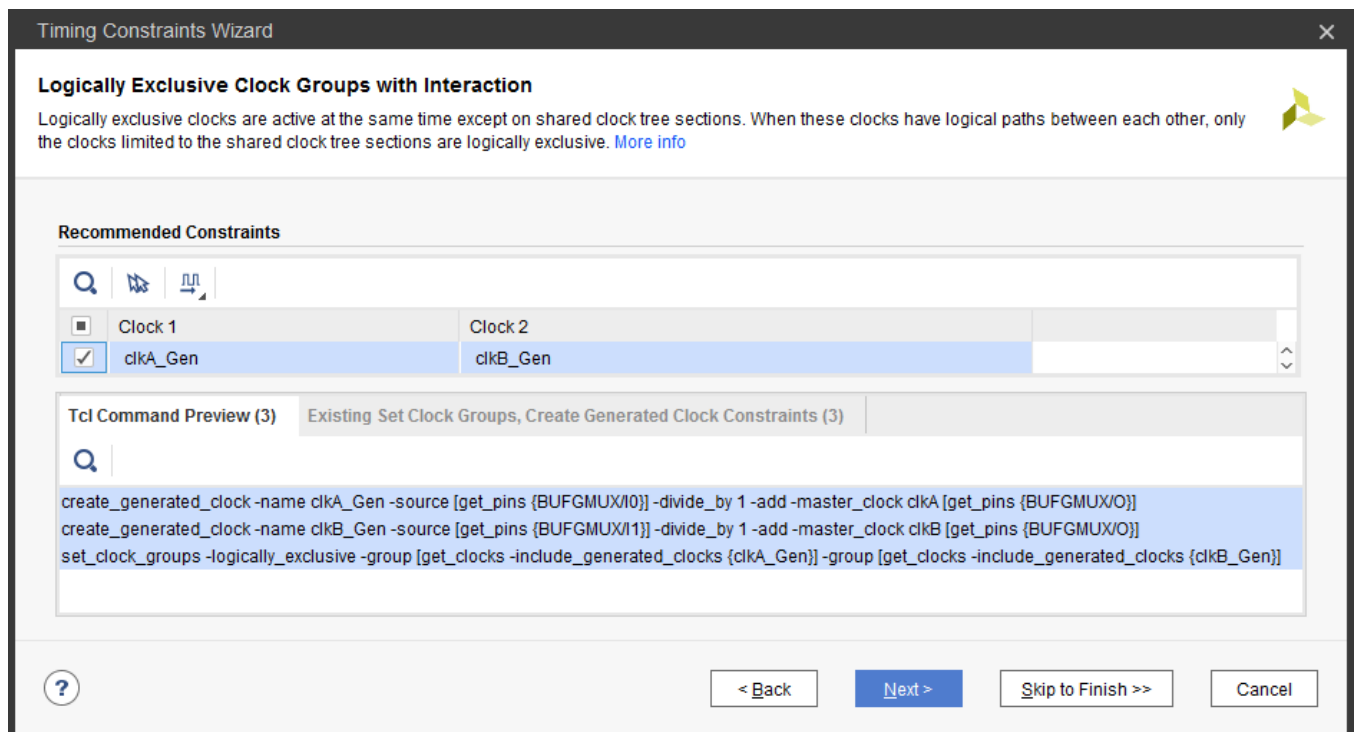 Timing Constraints Wizard
Logically Exclusive Clock Groups with Interaction
Logically exclusive clocks are active at the same time except on shared clock tree sections. When these clocks have logical paths between each other, only
the clocks limited to the shared clock tree sections are logically exclusive. More info
Recommended Constraints
Clock 1 Clock 2
clkA_Gen clkB_Gen
Tcl Command Preview (3) Existing Set Clock Groups, Create Generated Clock Constraints (3)
create_generated_clock -name clkA_Gen -source [get_pins {BUFGMUX/I0}] -divide_by 1 -add -master_clock clkA [get_pins {BUFGMUX/O}]
create_generated_clock -name clkB_Gen -source [get_pins {BUFGMUX/I1}] -divide_by 1 -add -master_clock clkB [get_pins {BUFGMUX/O}]
set_clock_groups -logically_exclusive -group [get_clocks -include_generated_clocks {clkA_Gen}] -group [get_clocks -include_generated_clocks {clkB_Gen}]
? < Back Next > Skip to Finish >> Cancel